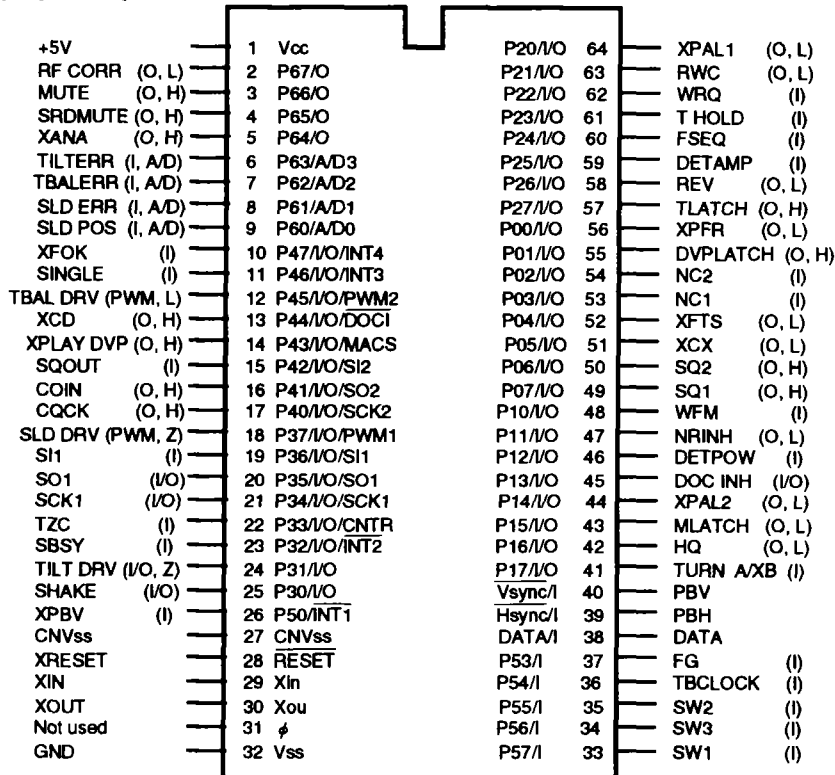 +5V 1 Vcc P20/I/O 64 XPAL1 (O, L)
RF CORR (O, L) 2 P67/O P21/I/O 63 RWC (O, L)
MUTE (O, H) 3 P66/O P22/I/O 62 WRQ (I)
SRDMUTE (O, H) 4 P65/O P23/I/O 61 T HOLD (I)
XANA (O, H) 5 P64/O P24/I/O 60 FSEQ (I)
TILTERR (I, A/D) 6 P63/A/D3 P25/I/O 59 DETAMP (I)
TBALERR (I, A/D) 7 P62/A/D2 P26/I/O 58 REV (O, L)
SLD ERR (I, A/D) 8 P61/A/D1 P27/I/O 57 TLATCH (O, H)
SLD POS (I, A/D) 9 P60/A/D0 P00/I/O 56 XPFR (O, L)
XFOK (I) 10 P47/I/O/INT4 P01/I/O 55 DVPLATCH (O, H)
SINGLE (I) 11 P46/I/O/INT3 P02/I/O 54 NC2 (I)
TBAL DRV (PWM, L) 12 P45/I/O/PWM2 P03/I/O 53 NC1 (I)
XCD (O, H) 13 P44/I/O/DOCI P04/I/O 52 XFTS (O, L)
XPLAY DVP (O, H) 14 P43/I/O/MACS P05/I/O 51 XCX (O, L)
SQOUT (I) 15 P42/I/O/SI2 P06/I/O 50 SQ2 (O, H)
COIN (O, H) 16 P41/I/O/SO2 P07/I/O 49 SQ1 (O, H)
CQCK (O, H) 17 P40/I/O/SCK2 P10/I/O 48 WFM (I)
SLD DRV (PWM, Z) 18 P37/I/O/PWM1 P11/I/O 47 NRINH (O, L)
SI1 (I) 19 P36/I/O/SI1 P12/I/O 46 DETPOW (I)
SO1 (I/O) 20 P35/I/O/SO1 P13/I/O 45 DOC INH (I/O)
SCK1 (I/O) 21 P34/I/O/SCK1 P14/I/O 44 XPAL2 (O, L)
TZC (I) 22 P33/I/O/CNTR P15/I/O 43 MLATCH (O, L)
SBSY (I) 23 P32/I/O/INT2 P16/I/O 42 HQ (O, L)
TILT DRV (I/O, Z) 24 P31/I/O P17/I/O 41 TURN A/XB (I)
SHAKE (I/O) 25 P30/I/O Vsync/I 40 PBV
XPBV (I) 26 P50/INT1 Hsync/I 39 PBH
CNVss 27 CNVss DATA/I 38 DATA
XRESET 28 RESET P53/I 37 FG (I)
XIN 29 Xin P54/I 36 TBCLOCK (I)
XOUT 30 Xou P55/I 35 SW2 (I)
Not used 31 ϕ P56/I 34 SW3 (I)
GND 32 Vss P57/I 33 SW1 (I)